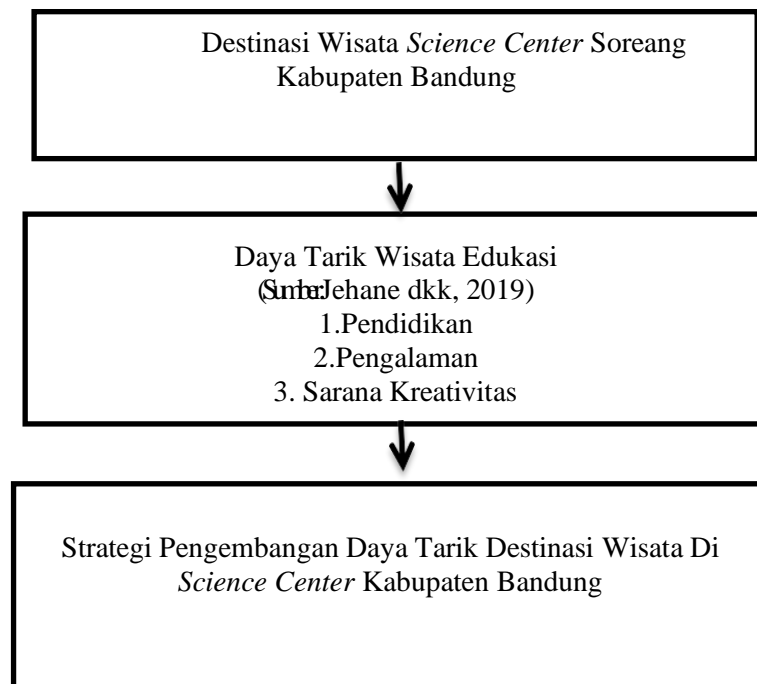 Destinasi Wisata Science Center Soreang
Kabupaten Bandung
Daya Tarik Wisata Edukasi
(Sumber: Jehane dkk, 2019)
1.Pendidikan
2.Pengalaman
3. Sarana Kreativitas
Strategi Pengembangan Daya Tarik Destinasi Wisata Di
Science Center Kabupaten Bandung